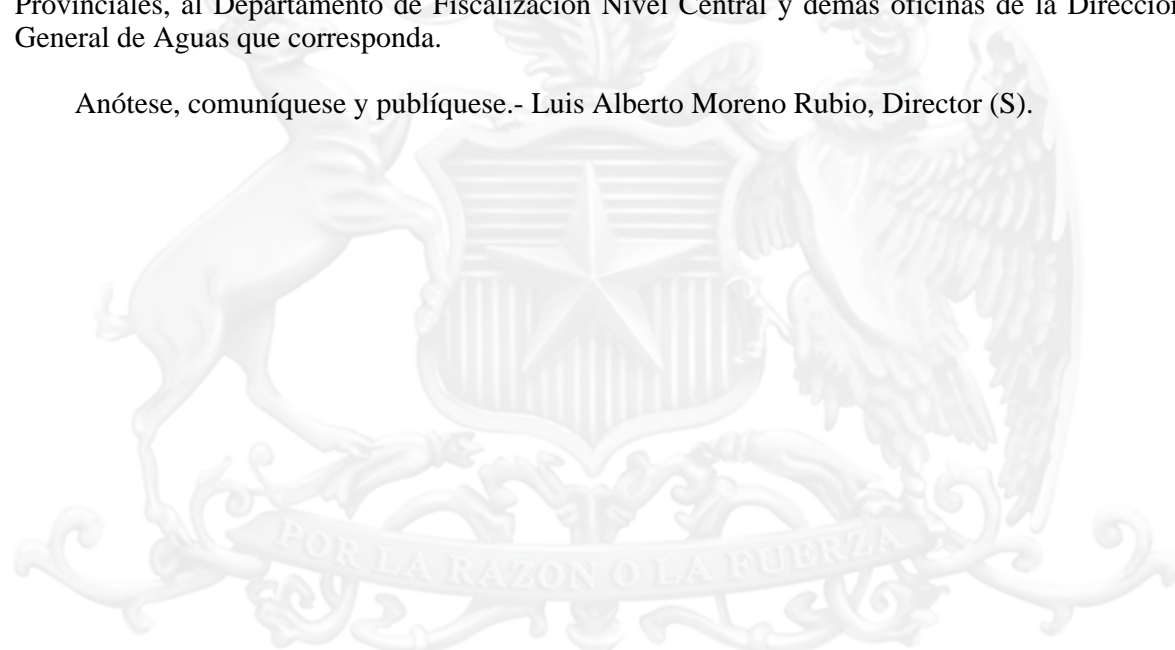 Provinciales, al Departamento de Fiscalización Nivel Central y demás oficinas de la Dirección
General de Aguas que corresponda.
Anótese, comuníquese y publíquese.- Luis Alberto Moreno Rubio, Director (S).
POR LA RAZON O LA FUERZA